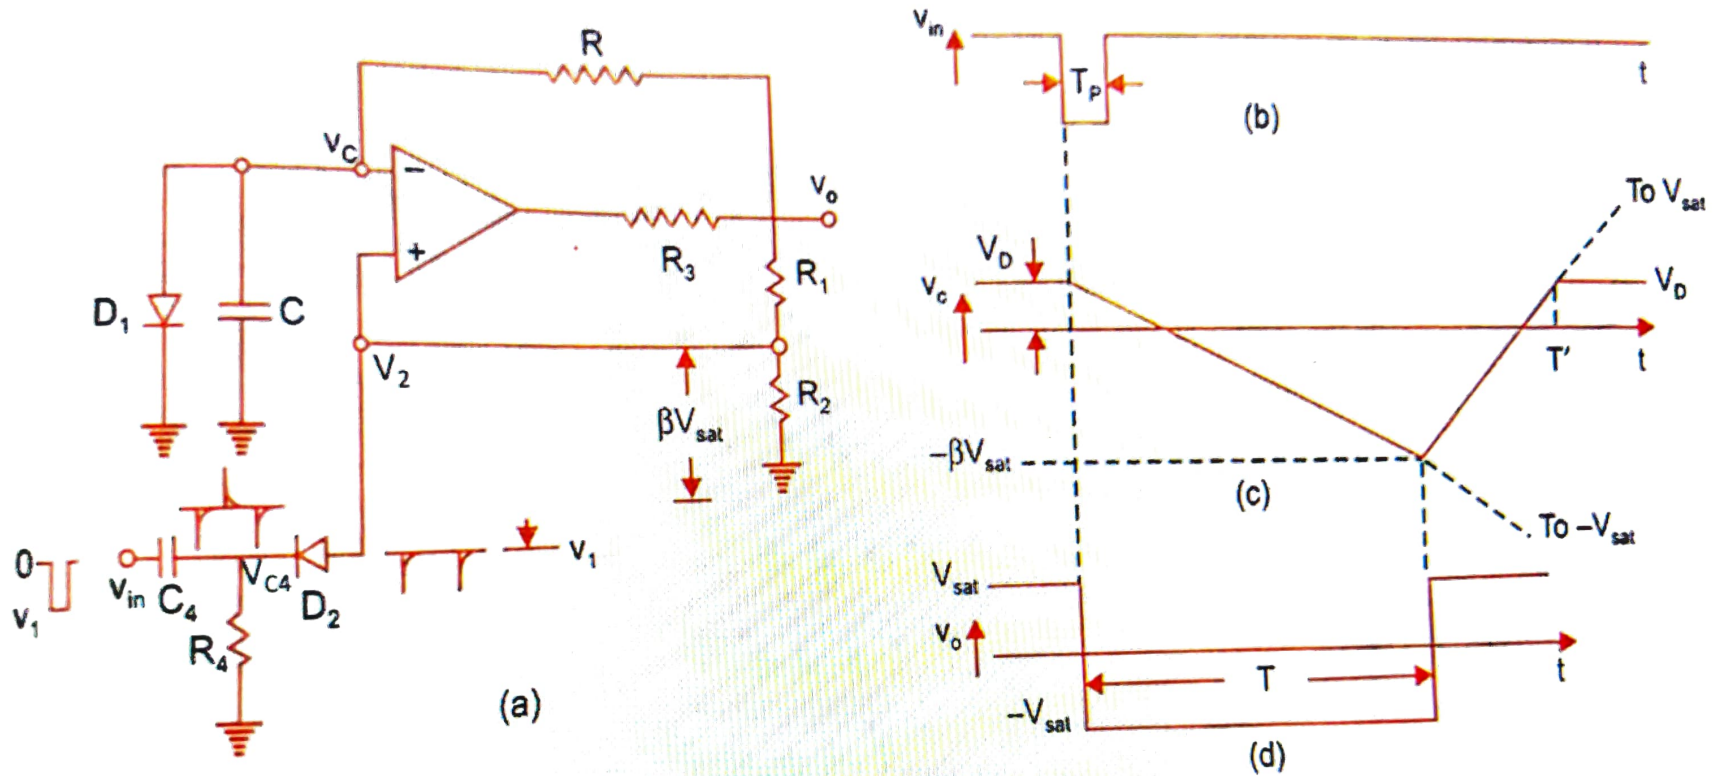 R
v_C
−
+
v_o
R_3
R_1
D_1
C
V_2
R_2
βV_sat
0
v_1
v_in
C_4
V_C4
D_2
v_1
R_4
(a)
v_in
T_P
t
(b)
To V_sat
V_D
v_c
V_D
T'
t
−βV_sat
(c)
To −V_sat
V_sat
v_o
T
t
−V_sat
(d)